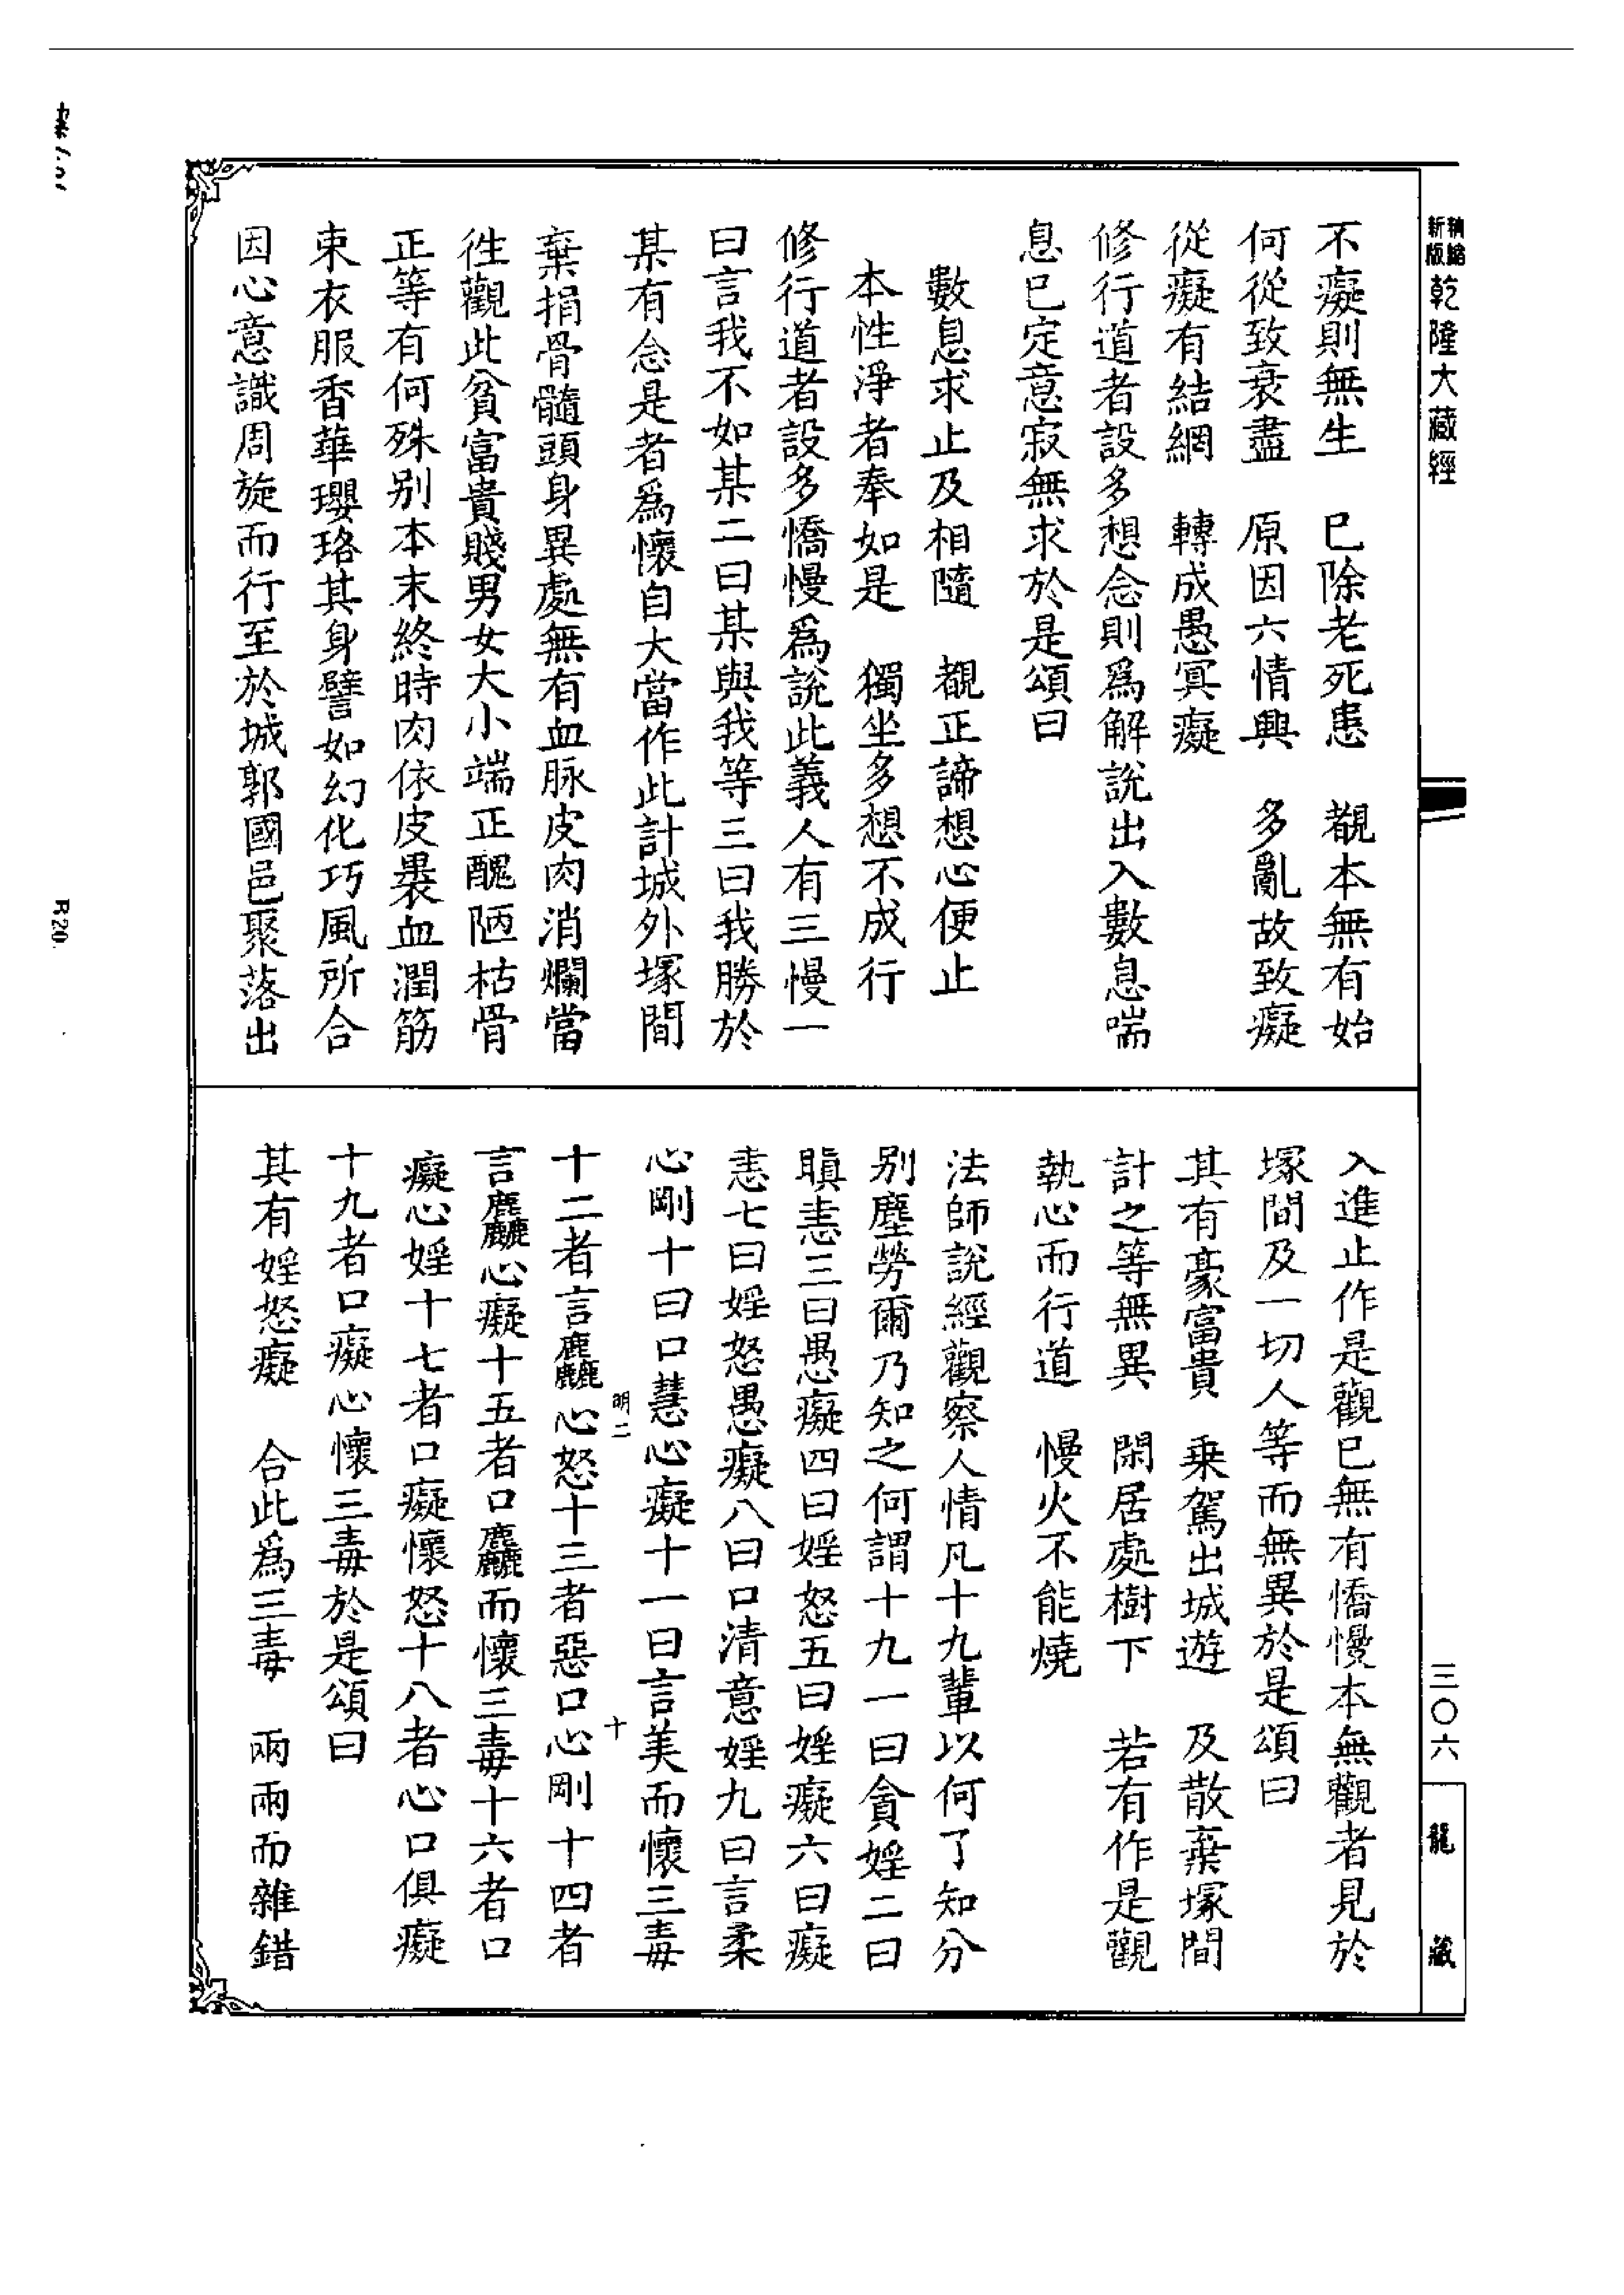 新版精縮乾隆大藏經
三〇六
龍藏
不癡則無生　已除老死患　覩本無有始
何從致衰盡　原因六情興　多亂故致癡
從癡有結網　轉成愚冥癡
修行道者設多想念則爲解說出入數息喘
息已定意寂無求於是頌曰
數息求止及相隨　覩正諦想心便止
本性淨者奉如是　獨坐多想不成行
修行道者設多憍慢爲說此義人有三慢一
曰言我不如某二曰某與我等三曰我勝於
某有念是者爲懷自大當作此計城外塚間
棄捐骨髓頭身異處無有血脉皮肉消爛當
徃觀此貧富貴賤男女大小端正醜陋枯骨
正等有何殊别本末終時肉依皮裹血潤筋
束衣服香華瓔珞其身譬如幻化巧風所合
因心意識周旋而行至於城郭國邑聚落出
入進止作是觀已無有憍慢本無觀者見於
塚間及一切人等而無異於是頌曰
其有豪富貴　乗駕出城遊　及散棄塚間
計之等無異　閑居處樹下　若有作是觀
執心而行道　慢火不能燒
法師說經觀察人情凡十九輩以何了知分
别塵勞爾乃知之何謂十九一曰貪婬二曰
瞋恚三曰愚癡四曰婬怒五曰婬癡六曰癡
恚七曰婬怒愚癡八曰口清意婬九曰言柔
心剛十曰口慧心癡十一曰言美而懷三毒
十二者言麤心怒十三者惡口心剛十四者
明二　十
言麤心癡十五者口麤而懷三毒十六者口
癡心婬十七者口癡懷怒十八者心口俱癡
十九者口癡心懷三毒於是頌曰
其有婬怒癡　合此爲三毒　兩兩而雜錯
R20